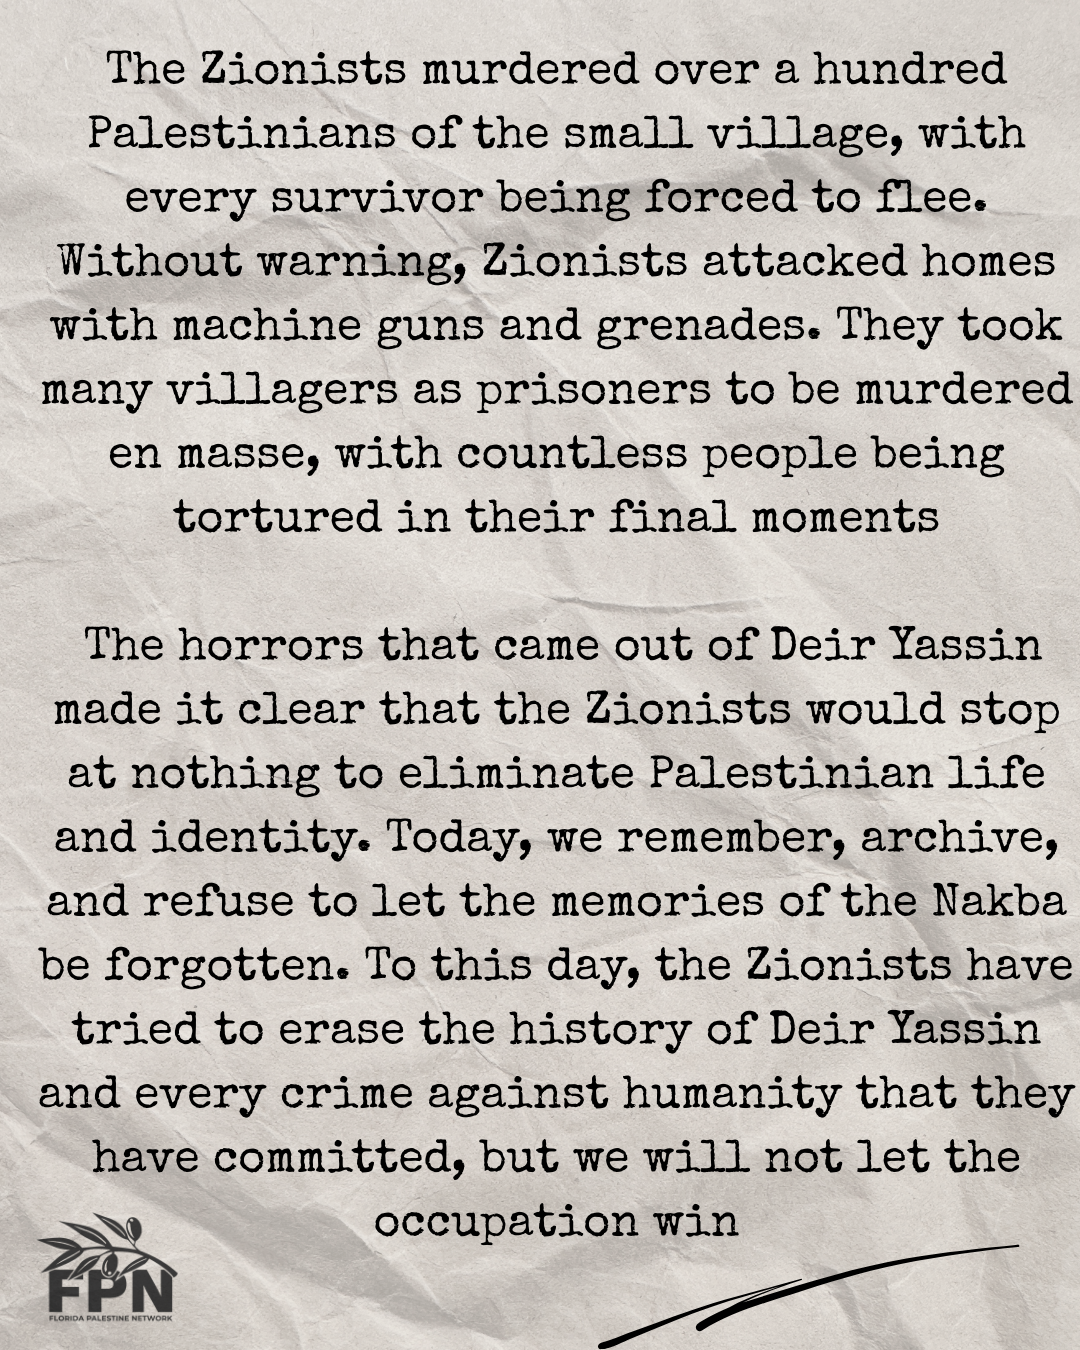 The Zionists murdered over a hundred
Palestinians of the small village, with
every survivor being forced to flee.
Without warning, Zionists attacked homes
with machine guns and grenades. They took
many villagers as prisoners to be murdered
en masse, with countless people being
tortured in their final moments
The horrors that came out of Deir Yassin
made it clear that the Zionists would stop
at nothing to eliminate Palestinian life
and identity. Today, we remember, archive,
and refuse to let the memories of the Nakba
be forgotten. To this day, the Zionists have
tried to erase the history of Deir Yassin
and every crime against humanity that they
have committed, but we will not let the
occupation win
FPN
FLORIDA PALESTINE NETWORK